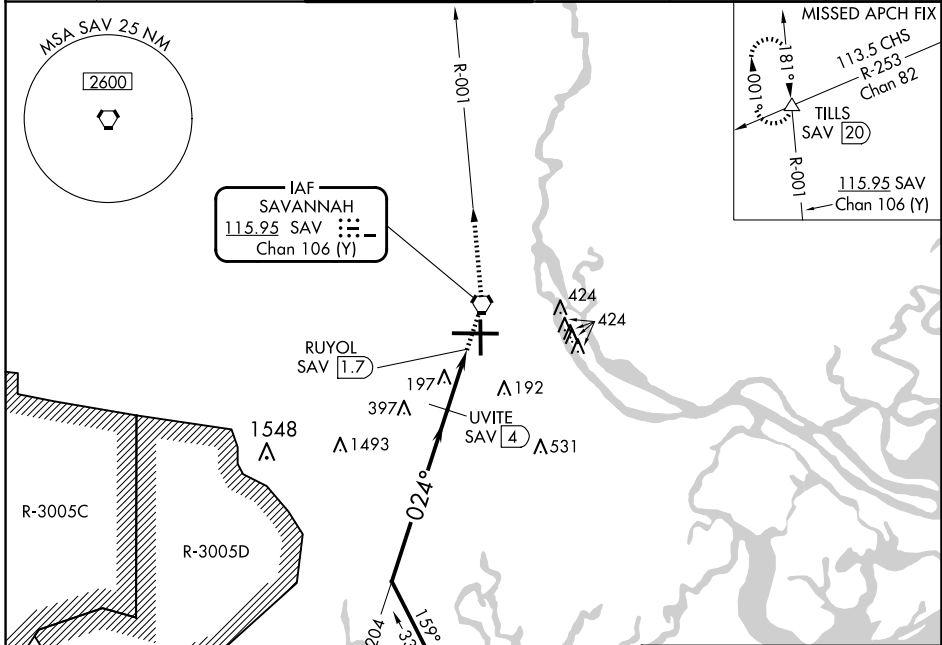 MSA SAV 25 NM
2600
R-001
MISSED APCH FIX
181°
001°
113.5 CHS
R-253
Chan 82
TILLS
SAV 20
R-001
115.95 SAV
Chan 106 (Y)
IAF
SAVANNAH
115.95 SAV
Chan 106 (Y)
424
424
RUYOL
SAV 1.7
197
192
397
UVITE
SAV 4
1548
1493
531
024°
R-3005C
R-3005D
204
159°